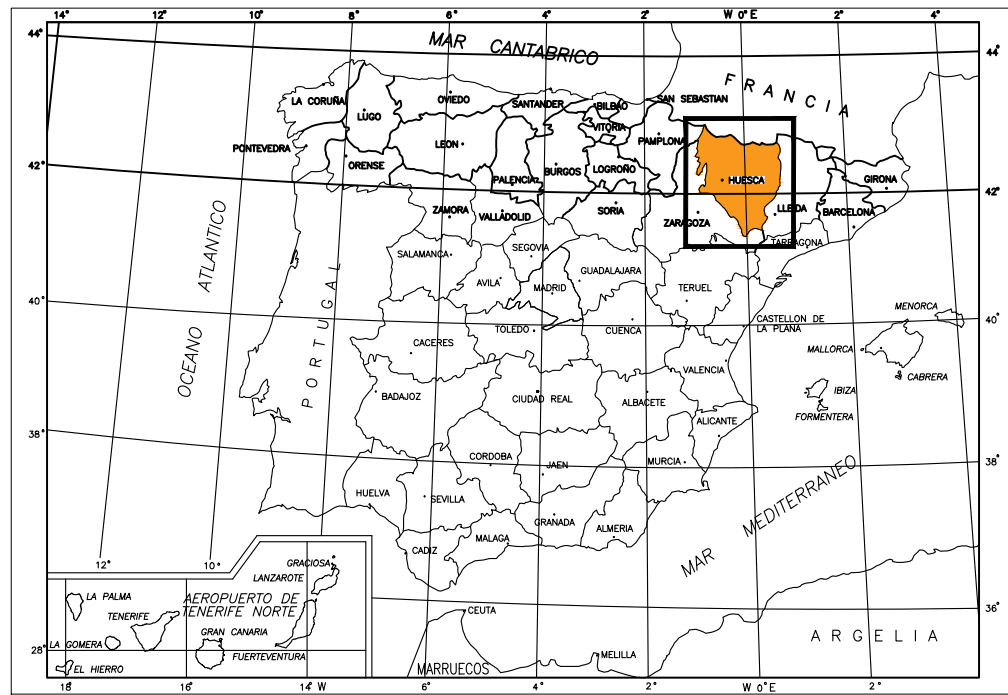 14° 12° 10° 8° 6° 4° 2° W 0° E 2° 4°
44° 44°
MAR CANTABRICO
FRANCIA
LA CORUÑA
LUGO
OVIEDO
SANTANDER
BILBAO
SAN SEBASTIAN
VITORIA
PAMPLONA
PONTEVEDRA
ORENSE
LEON
PALENCIA
BURGOS
LOGROÑO
HUESCA
GIRONA
42° 42°
ZAMORA
VALLADOLID
SORIA
ZARAGOZA
LLEIDA
BARCELONA
TARRAGONA
SALAMANCA
SEGOVIA
AVILA
MADRID
GUADALAJARA
TERUEL
OCEANO ATLANTICO
PORTUGAL
40° 40°
TOLEDO
CUENCA
CASTELLON DE
LA PLANA
MENORCA
MALLORCA
CABRERA
IBIZA
FORMENTERA
CACERES
VALENCIA
BADAJOZ
CIUDAD REAL
ALBACETE
ALICANTE
38° 38°
CORDOBA
JAEN
MURCIA
HUELVA
SEVILLA
GRANADA
ALMERIA
MALAGA
CADIZ
MAR MEDITERRANEO
12° 10°
GRACIOSA
LANZAROTE
LA PALMA
AEROPUERTO DE
TENERIFE NORTE
TENERIFE
GRAN CANARIA
LA GOMERA
FUERTEVENTURA
EL HIERRO
28°
36°
CEUTA
MELILLA
MARRUECOS
ARGELIA
18° 16° 14° W 6° 4° 2° W 0° E 2°